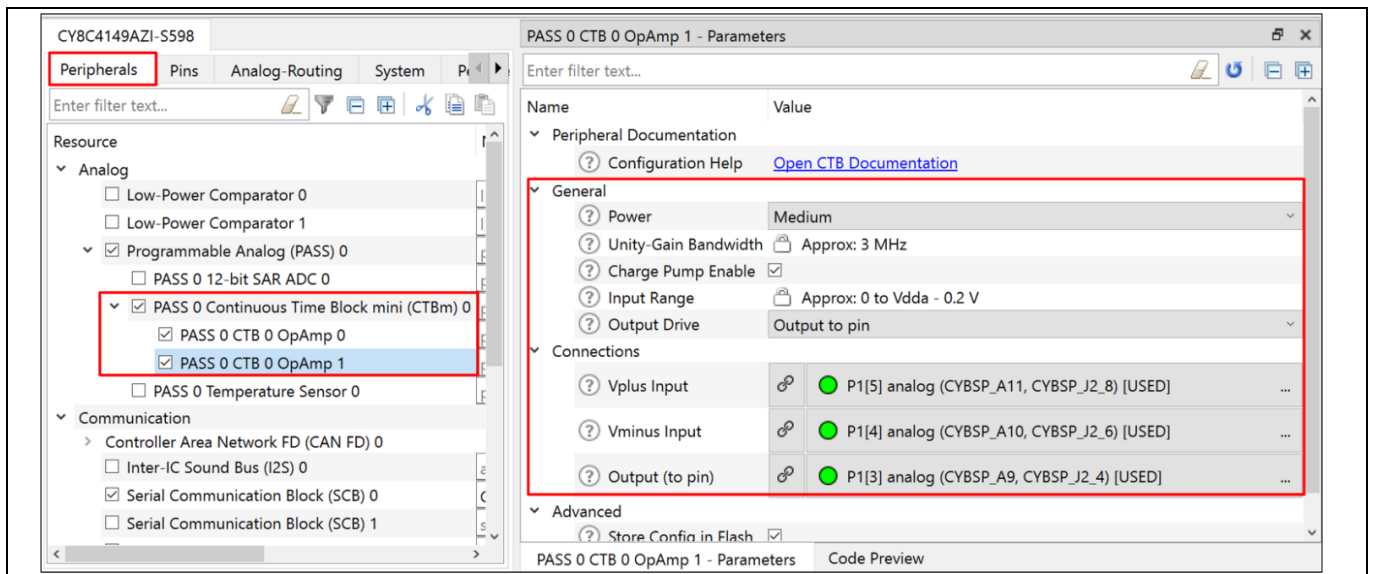 CY8C4149AZI-S598
Peripherals Pins Analog-Routing System
Enter filter text...
Resource
Analog
Low-Power Comparator 0
Low-Power Comparator 1
Programmable Analog (PASS) 0
PASS 0 12-bit SAR ADC 0
PASS 0 Continuous Time Block mini (CTBm) 0
PASS 0 CTB 0 OpAmp 0
PASS 0 CTB 0 OpAmp 1
PASS 0 Temperature Sensor 0
Communication
Controller Area Network FD (CAN FD) 0
Inter-IC Sound Bus (I2S) 0
Serial Communication Block (SCB) 0
Serial Communication Block (SCB) 1
PASS 0 CTB 0 OpAmp 1 - Parameters
Enter filter text...
Name Value
Peripheral Documentation
? Configuration Help Open CTB Documentation
General
? Power Medium
? Unity-Gain Bandwidth Approx: 3 MHz
? Charge Pump Enable
? Input Range Approx: 0 to Vdda - 0.2 V
? Output Drive Output to pin
Connections
? Vplus Input P1[5] analog (CYBSP_A11, CYBSP_J2_8) [USED] ...
? Vminus Input P1[4] analog (CYBSP_A10, CYBSP_J2_6) [USED] ...
? Output (to pin) P1[3] analog (CYBSP_A9, CYBSP_J2_4) [USED] ...
Advanced
? Store Config in Flash
PASS 0 CTB 0 OpAmp 1 - Parameters Code Preview